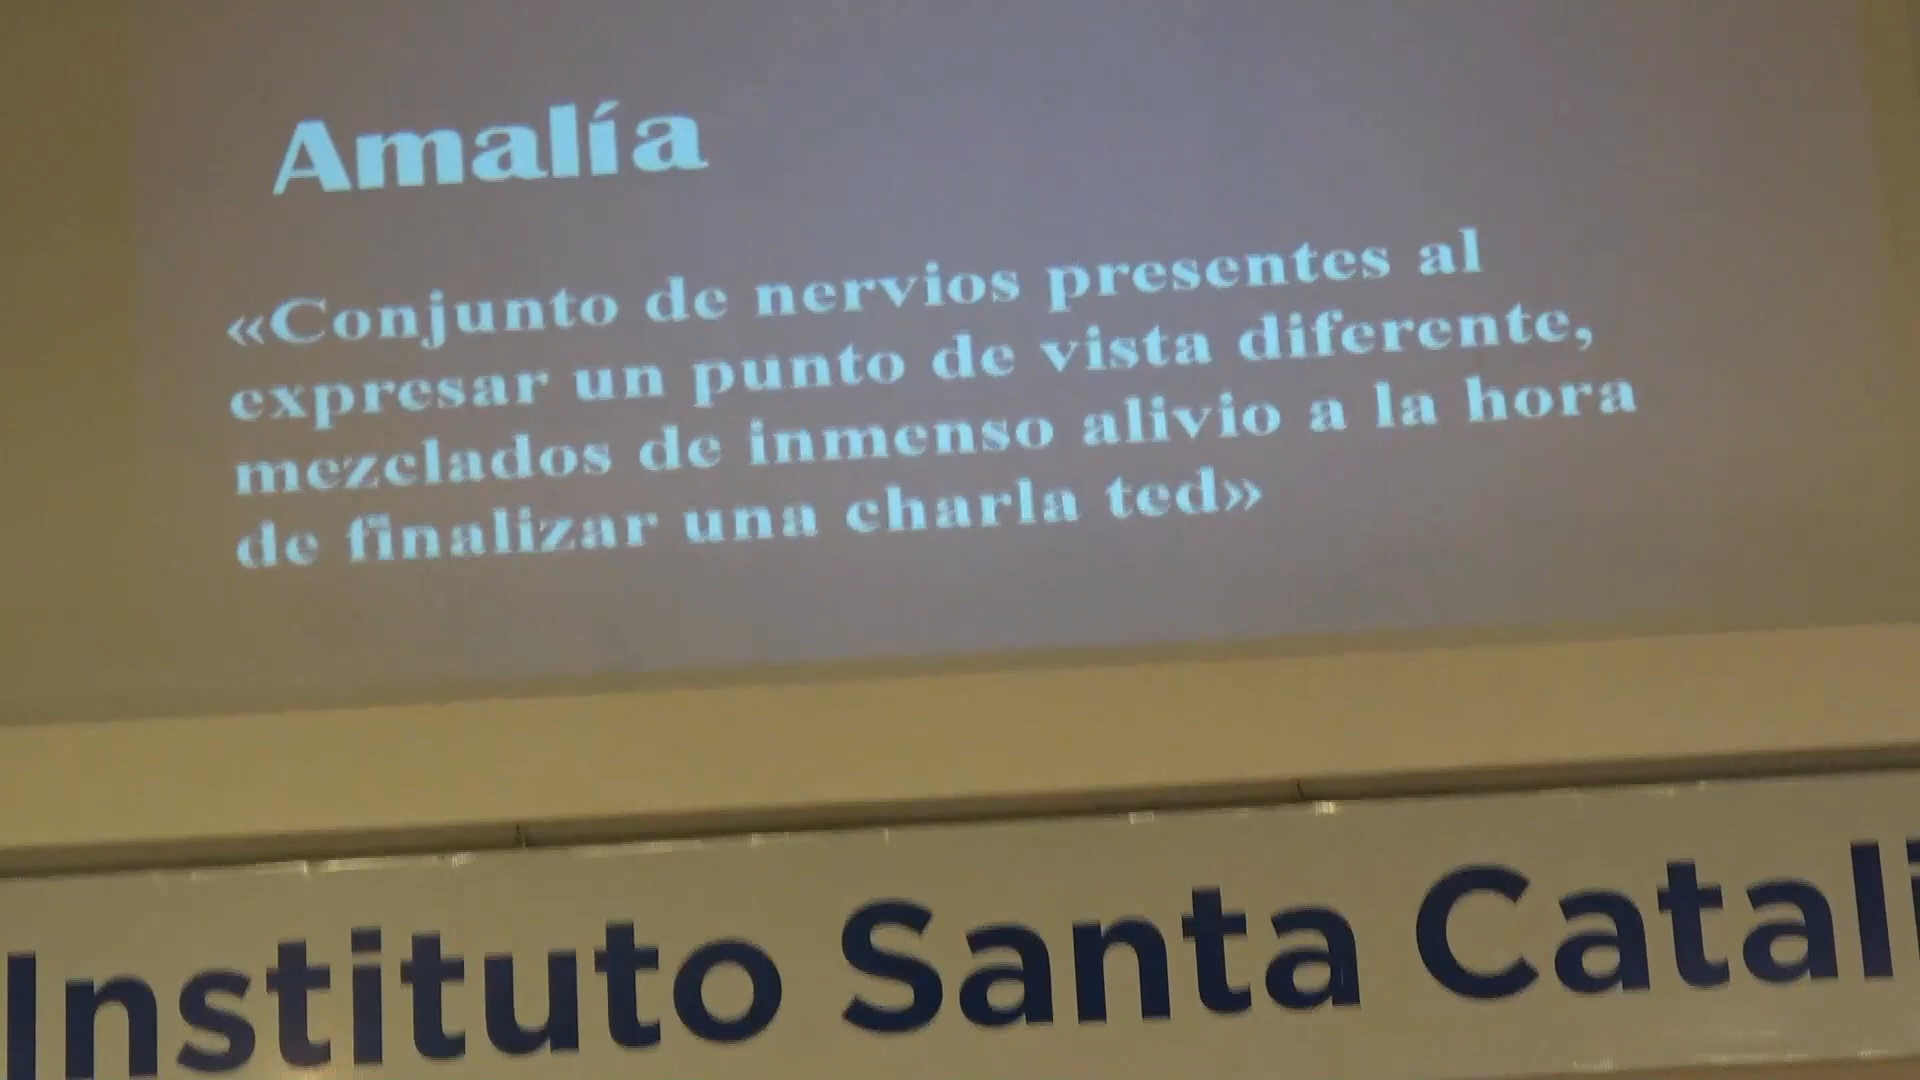 Amalía
«Conjunto de nervios presentes al
expresar un punto de vista diferente,
mezclados de inmenso alivio a la hora
de finalizar una charla ted»
Instituto Santa Catali